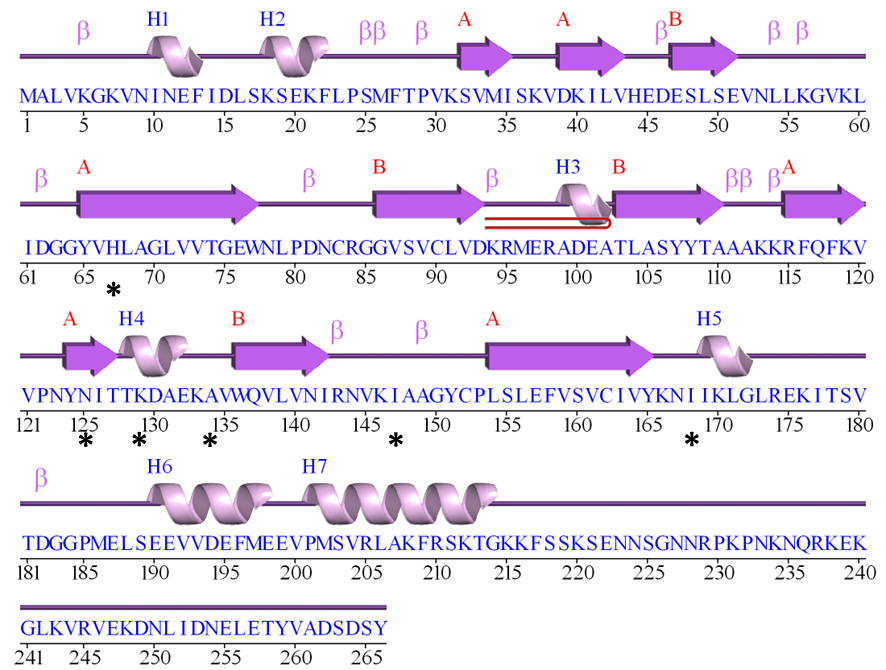 β H1 H2 β β β A A β B β β
MALVKGKVNINEFIDLSKSEKFLPSMFTPVKSVMISKVDKILVHEDESLSEVNLLKGVKL
1 5 10 15 20 25 30 35 40 45 50 55 60
β A β B β H3 B β β β A
IDGGYVHLAGLVVTGEWNLPDNCRGGVSVCLVDKRMERADEATLASYYTAAAKKRFQFKV
61 65 70 75 80 85 90 95 100 105 110 115 120
*
A H4 B β β A H5
VPNYNITTKDAEKAVWQVLVNIRNVKIAAGYCPLSLEFVSVCIVYKNIIKLGLREKITSV
121 125 130 135 140 145 150 155 160 165 170 175 180
* * * * *
β H6 H7
TDGGPMELSEEVVDEFMEEVPMSVRLAKFRSKTGKKFSSKSENNSGNNRPKPNKNQRKEK
181 185 190 195 200 205 210 215 220 225 230 235 240
GLKVRVEKDNLIDNELETYVADSDSY
241 245 250 255 260 265